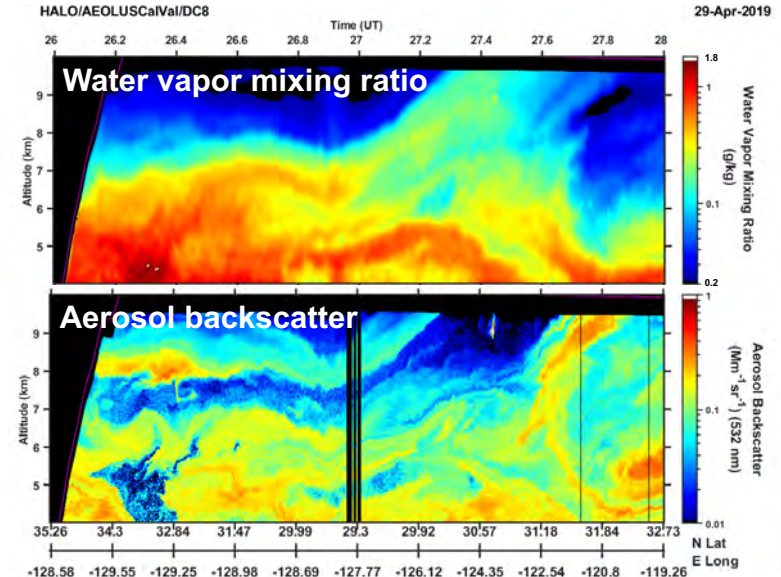 HALO/AEOLUSCalVal/DC8 29-Apr-2019
Time (UT)
26 26.2 26.4 26.6 26.8 27 27.2 27.4 27.6 27.8 28
Water vapor mixing ratio
Altitude (km)
9
8
7
6
5
1.8
1
0.1
0.2
Water Vapor Mixing Ratio
(g/kg)
Aerosol backscatter
Altitude (km)
9
8
7
6
5
1
0.1
0.01
Aerosol Backscatter
(Mm⁻¹sr⁻¹) (532 nm)
35.26 34.3 32.84 31.47 29.99 29.3 29.92 30.57 31.18 31.84 32.73
N Lat
E Long
-128.58 -129.55 -129.25 -128.98 -128.69 -127.77 -126.12 -124.35 -122.54 -120.8 -119.26